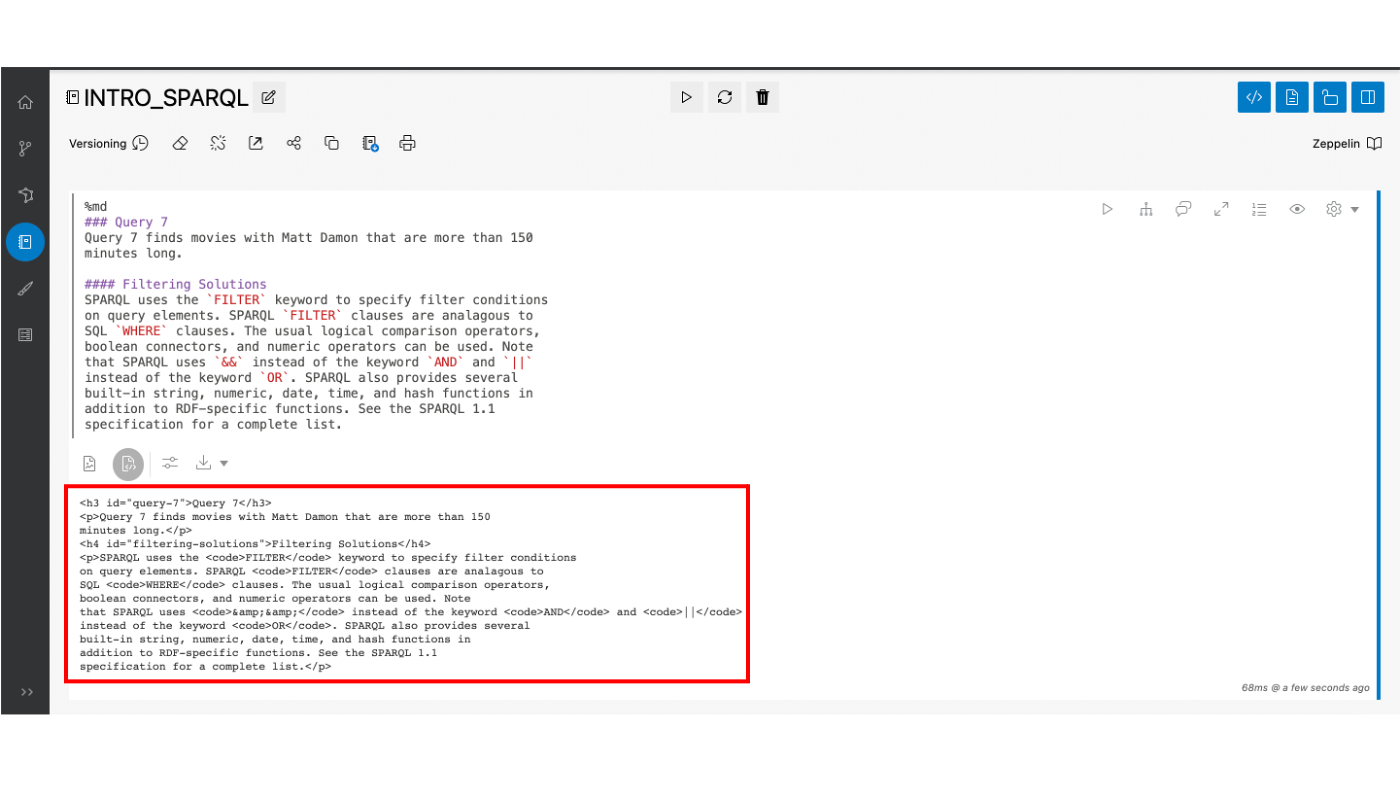 INTRO_SPARQL
Versioning
Zeppelin
%md
### Query 7
Query 7 finds movies with Matt Damon that are more than 150
minutes long.
#### Filtering Solutions
SPARQL uses the `FILTER` keyword to specify filter conditions
on query elements. SPARQL `FILTER` clauses are analagous to
SQL `WHERE` clauses. The usual logical comparison operators,
boolean connectors, and numeric operators can be used. Note
that SPARQL uses `&&` instead of the keyword `AND` and `||`
instead of the keyword `OR`. SPARQL also provides several
built-in string, numeric, date, time, and hash functions in
addition to RDF-specific functions. See the SPARQL 1.1
specification for a complete list.
<h3 id="query-7">Query 7</h3>
<p>Query 7 finds movies with Matt Damon that are more than 150
minutes long.</p>
<h4 id="filtering-solutions">Filtering Solutions</h4>
<p>SPARQL uses the <code>FILTER</code> keyword to specify filter conditions
on query elements. SPARQL <code>FILTER</code> clauses are analagous to
SQL <code>WHERE</code> clauses. The usual logical comparison operators,
boolean connectors, and numeric operators can be used. Note
that SPARQL uses <code>&amp;&amp;</code> instead of the keyword <code>AND</code> and <code>||</code>
instead of the keyword <code>OR</code>. SPARQL also provides several
built-in string, numeric, date, time, and hash functions in
addition to RDF-specific functions. See the SPARQL 1.1
specification for a complete list.</p>
68ms @ a few seconds ago